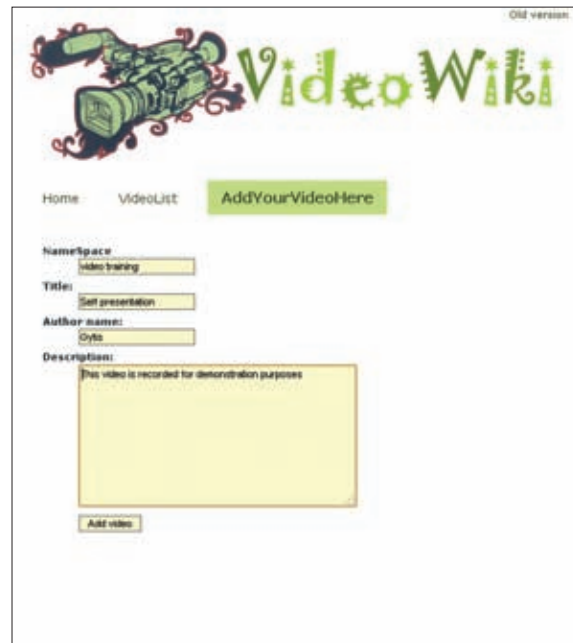 Old version
VideoWiki
Home VideoList AddYourVideoHere
NameSpace
video training
Title:
Self presentation
Author name:
Gytis
Description:
This video is recorded for demonstration purposes
Add video